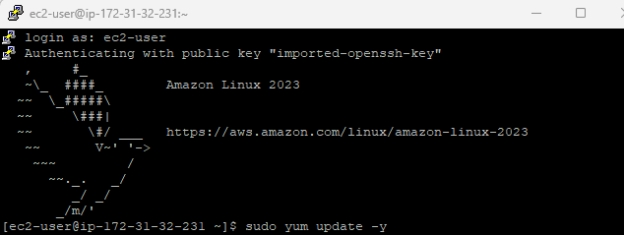 ec2-user@ip-172-31-32-231:~
login as: ec2-user
Authenticating with public key "imported-openssh-key"
   ,     #_
   ~\_  ####_        Amazon Linux 2023
  ~~  \_#####\
  ~~     \###|
  ~~       \#/ ___   https://aws.amazon.com/linux/amazon-linux-2023
   ~~       V~' '->
    ~~~         /
      ~~._.   _/
         _/ _/
       _/m/'
[ec2-user@ip-172-31-32-231 ~]$ sudo yum update -y